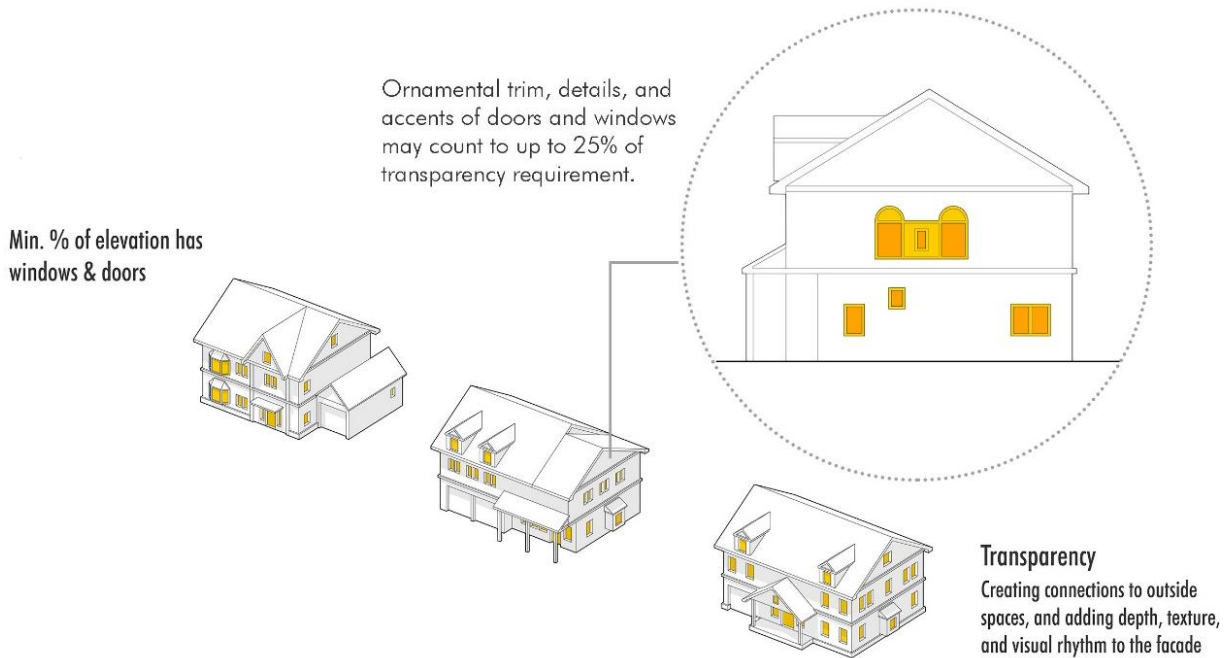 Ornamental trim, details, and
accents of doors and windows
may count to up to 25% of
transparency requirement.
Min. % of elevation has
windows & doors
Transparency
Creating connections to outside
spaces, and adding depth, texture,
and visual rhythm to the facade